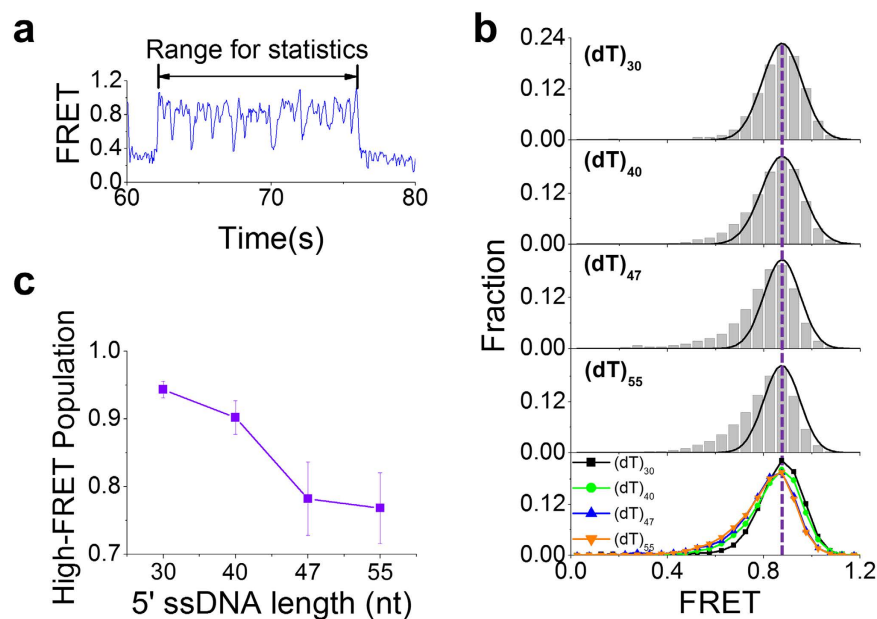 a
Range for statistics
FRET
1.2
0.8
0.4
0.0
60
70
80
Time(s)
b
Fraction
(dT)30
0.24
0.12
0.00
(dT)40
0.12
0.00
(dT)47
0.12
0.00
(dT)55
0.12
0.00
(dT)30
(dT)40
(dT)47
(dT)55
0.12
0.00
0.0
0.4
0.8
1.2
FRET
c
High-FRET Population
1.0
0.9
0.8
0.7
30
40
47
55
5' ssDNA length (nt)